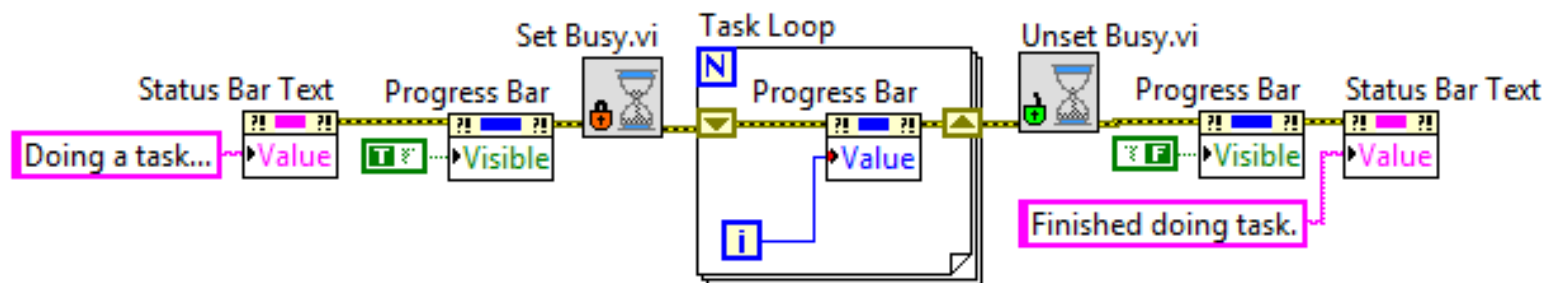 Set Busy.vi
Task Loop
Unset Busy.vi
N
Status Bar Text
Progress Bar
Progress Bar
Progress Bar
Status Bar Text
?! ?!
?! ?!
?! ?!
?! ?!
?! ?!
Doing a task...
Value
T
Visible
Value
F
Visible
Value
i
Finished doing task.